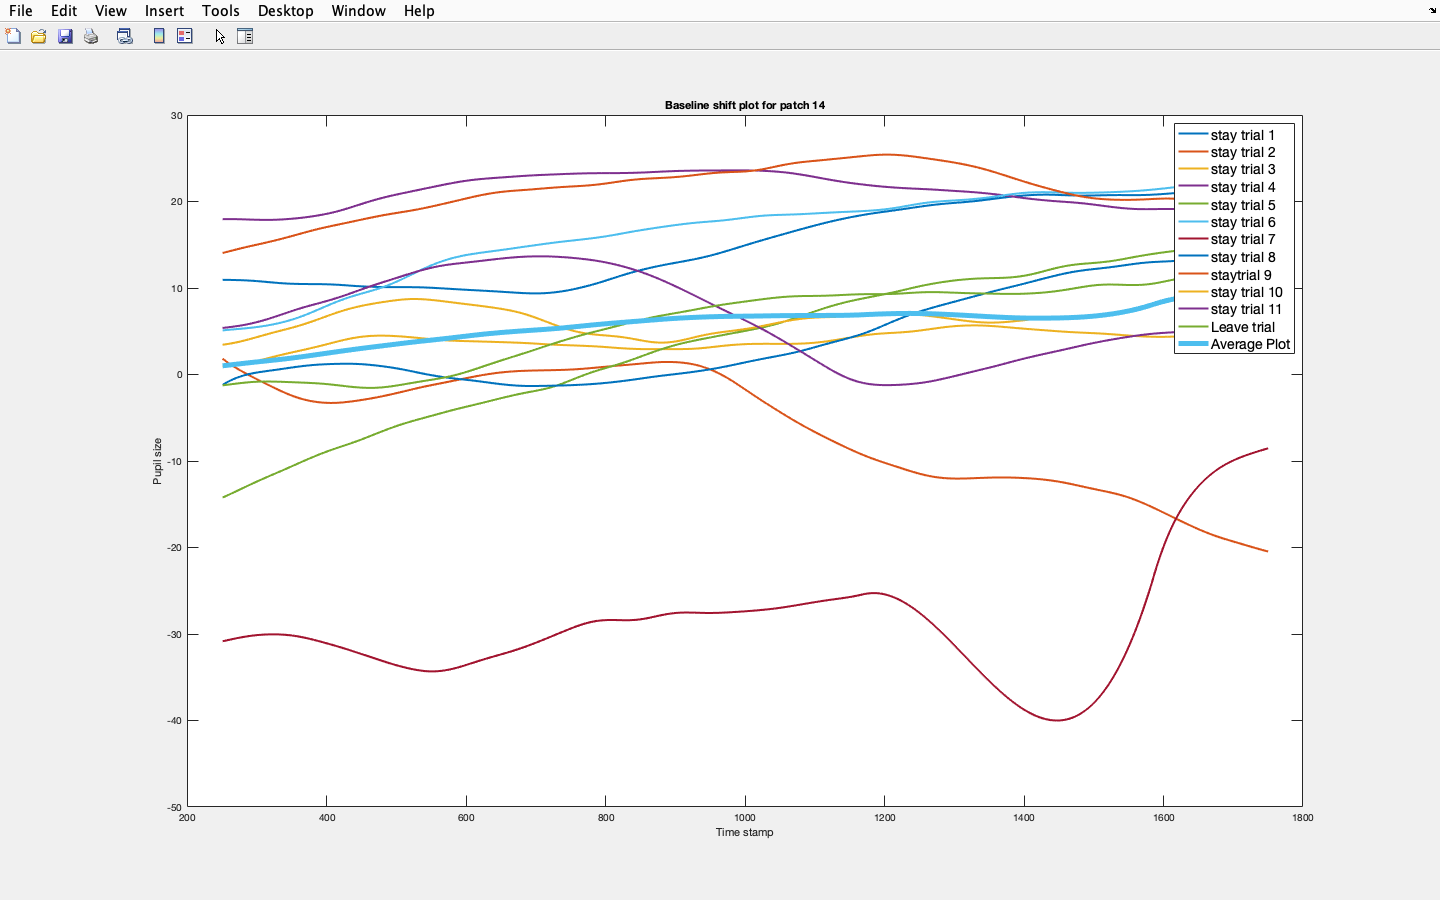 File Edit View Insert Tools Desktop Window Help
Baseline shift plot for patch 14
30
20
10
0
-10
-20
-30
-40
-50
Pupil size
200 400 600 800 1000 1200 1400 1600 1800
Time stamp
stay trial 1
stay trial 2
stay trial 3
stay trial 4
stay trial 5
stay trial 6
stay trial 7
stay trial 8
staytrial 9
stay trial 10
stay trial 11
Leave trial
Average Plot